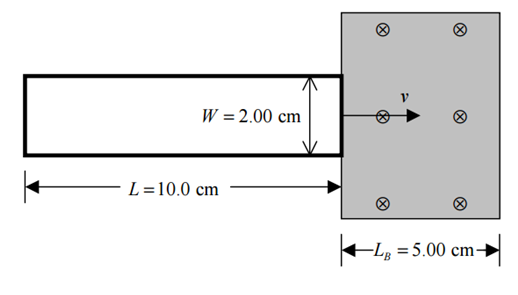 v
W = 2.00 cm
L = 10.0 cm
L_B = 5.00 cm